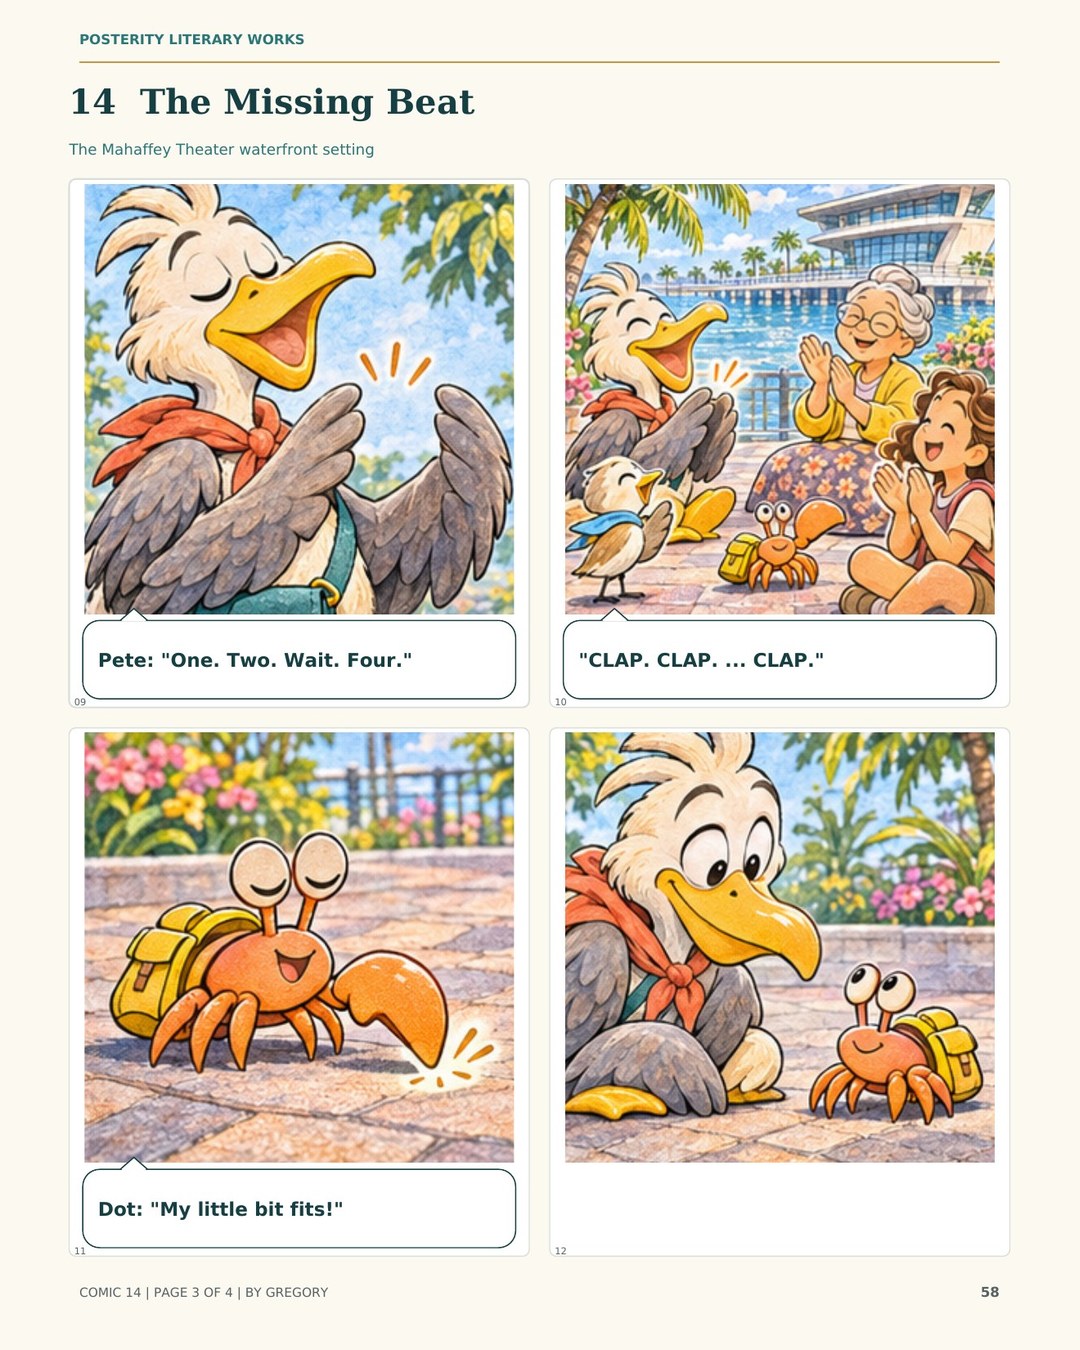 POSTERITY LITERARY WORKS
14 The Missing Beat
The Mahaffey Theater waterfront setting
Pete: "One. Two. Wait. Four."
09
"CLAP. CLAP. ... CLAP."
10
Dot: "My little bit fits!"
11
12
COMIC 14 | PAGE 3 OF 4 | BY GREGORY
58